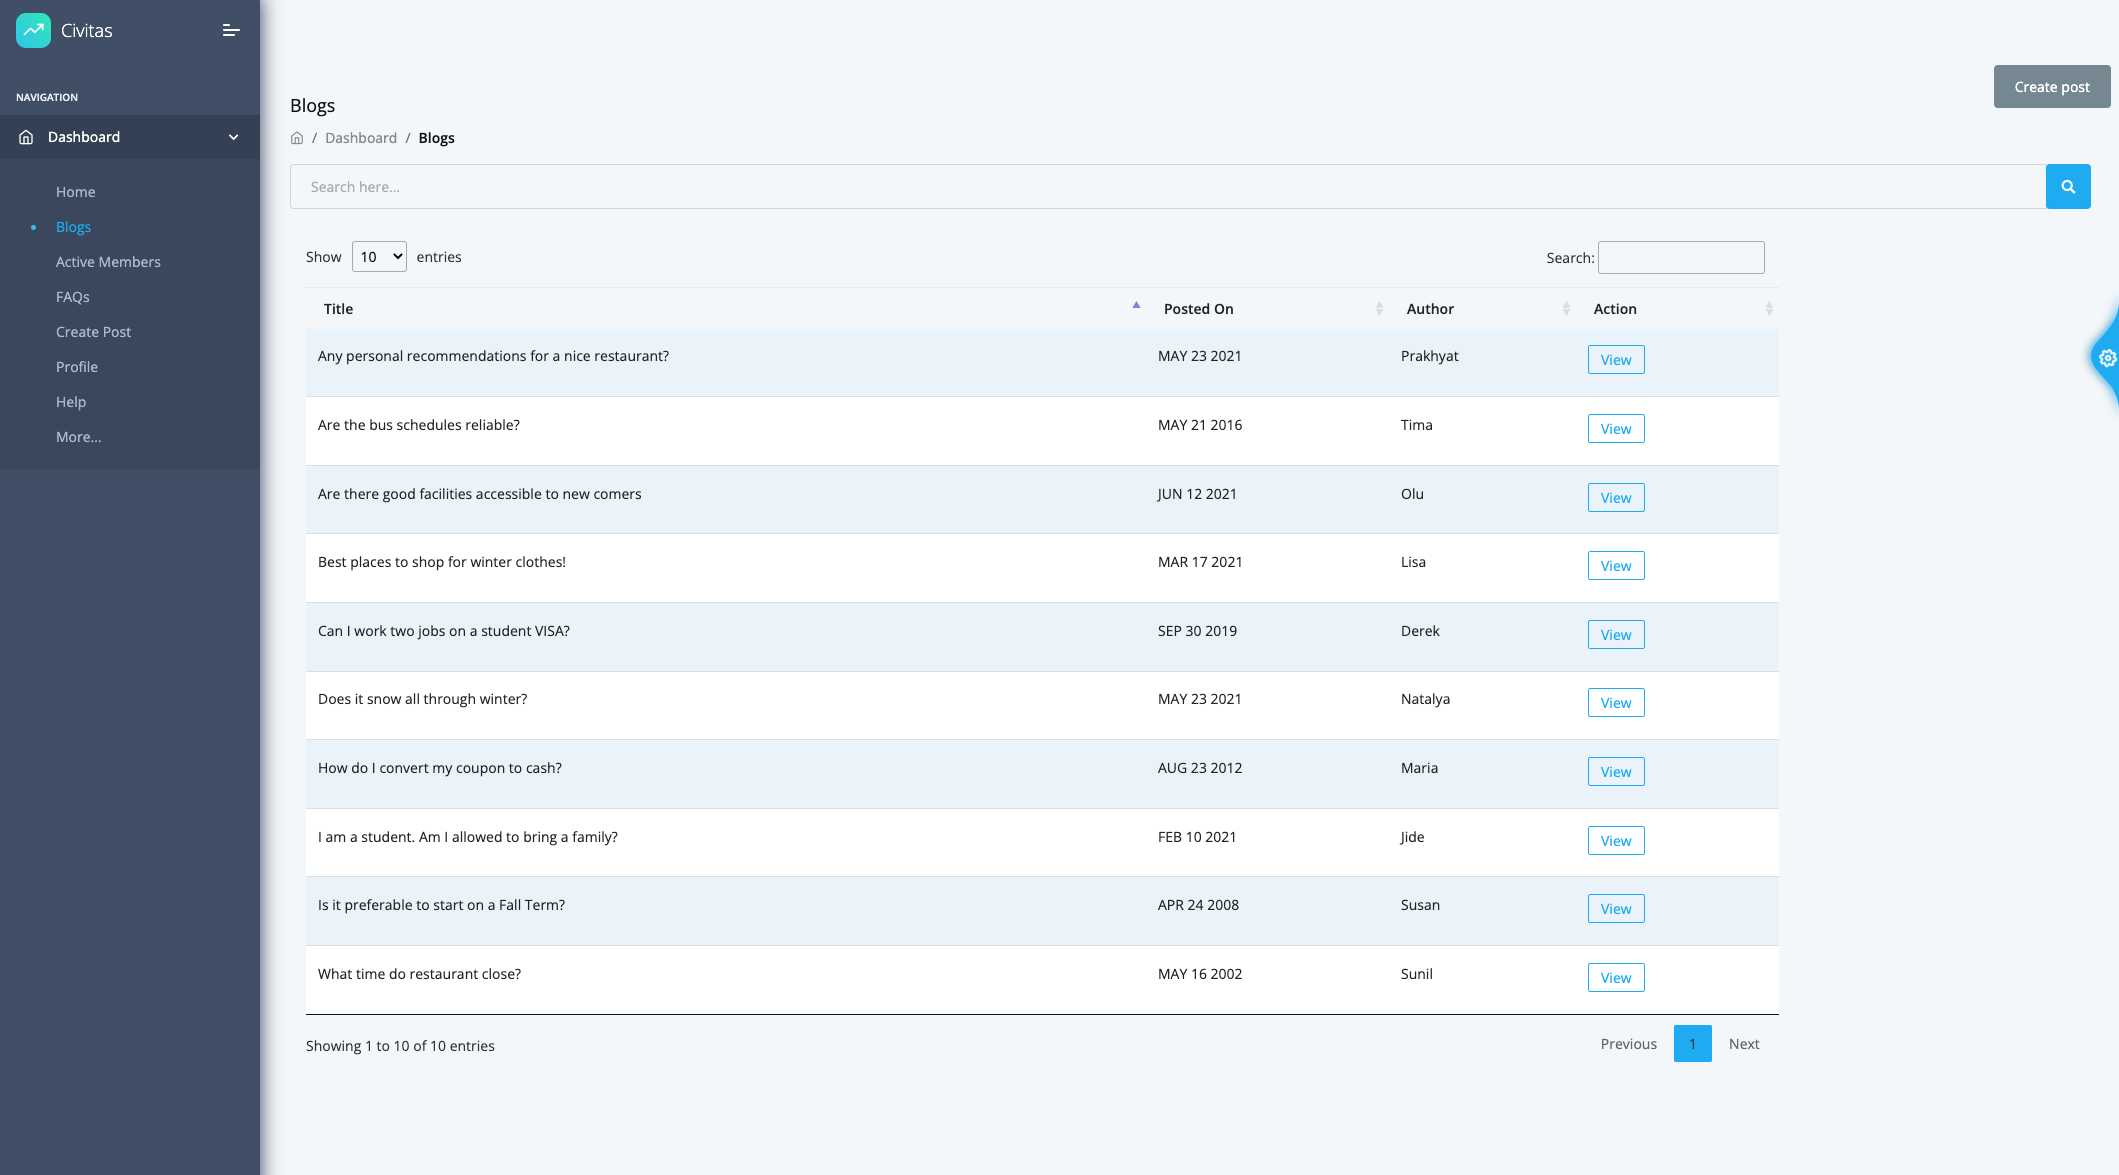 Civitas
NAVIGATION
Dashboard
Home
Blogs
Active Members
FAQs
Create Post
Profile
Help
More...
Create post
Blogs
/ Dashboard / Blogs
Search here...
Show 10 entries
Search:
Title Posted On Author Action
Any personal recommendations for a nice restaurant? MAY 23 2021 Prakhyat View
Are the bus schedules reliable? MAY 21 2016 Tima View
Are there good facilities accessible to new comers JUN 12 2021 Olu View
Best places to shop for winter clothes! MAR 17 2021 Lisa View
Can I work two jobs on a student VISA? SEP 30 2019 Derek View
Does it snow all through winter? MAY 23 2021 Natalya View
How do I convert my coupon to cash? AUG 23 2012 Maria View
I am a student. Am I allowed to bring a family? FEB 10 2021 Jide View
Is it preferable to start on a Fall Term? APR 24 2008 Susan View
What time do restaurant close? MAY 16 2002 Sunil View
Showing 1 to 10 of 10 entries
Previous 1 Next